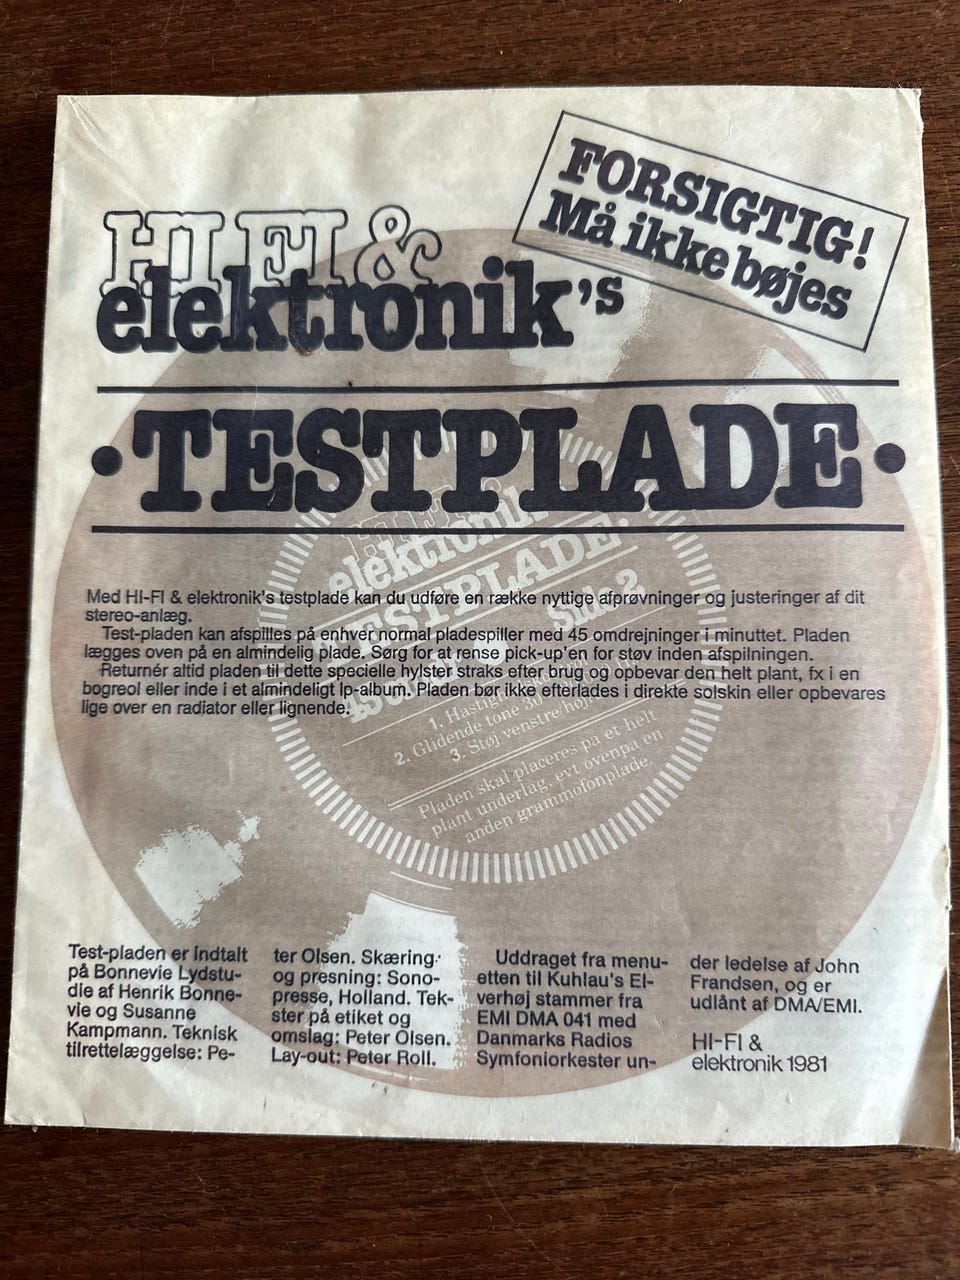 FORSIGTIG!
Må ikke bøjes
HI FI &
elektronik's
·TESTPLADE·
Med HI-FI & elektronik's testplade kan du udføre en række nyttige afprøvninger og justeringer af dit
stereo-anlæg.
Test-pladen kan afspilles på enhver normal pladespiller med 45 omdrejninger i minuttet. Pladen
lægges oven på en almindelig plade. Sørg for at rense pick-up'en for støv inden afspilningen.
Returnér altid pladen til dette specielle hylster straks efter brug og opbevar den helt plant, fx i en
bogreol eller inde i et almindeligt lp-album. Pladen bør ikke efterlades i direkte solskin eller opbevares
lige over en radiator eller lignende.
elektronik
TESTPLADE
Side 2
1. Hastighed
2. Glidende tone
3. Støj venstre/
Pladen skal placeres på et helt
plant underlag, evt ovenpa en
anden grammofonplade.
Test-pladen er indtalt
på Bonnevie Lydstu-
die af Henrik Bonne-
vie og Susanne
Kampmann. Teknisk
tilrettelæggelse: Pe-
ter Olsen. Skæring
og presning: Sono-
presse, Holland. Tek-
ster på etiket og
omslag: Peter Olsen.
Lay-out: Peter Roll.
Uddraget fra menu-
etten til Kuhlau's El-
verhøj stammer fra
EMI DMA 041 med
Danmarks Radios
Symfoniorkester un-
der ledelse af John
Frandsen, og er
udlånt af DMA/EMI.
HI-FI &
elektronik 1981